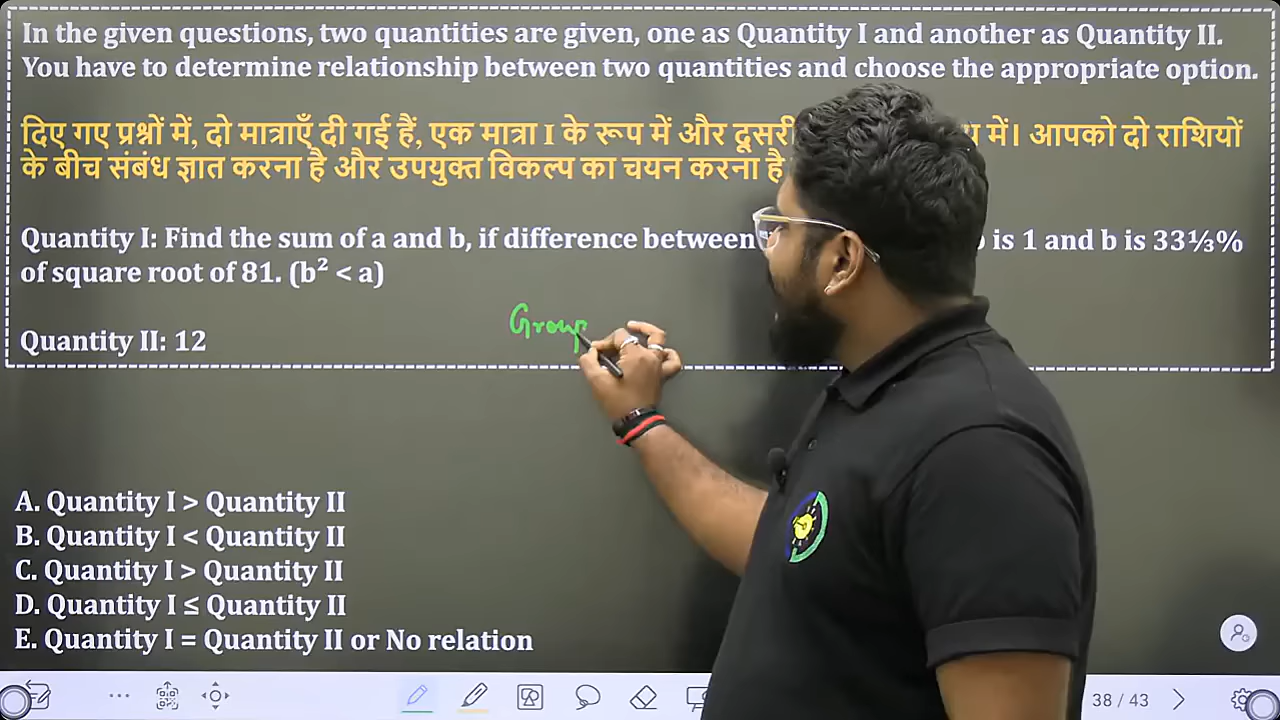 In the given questions, two quantities are given, one as Quantity I and another as Quantity II.
You have to determine relationship between two quantities and choose the appropriate option.
दिए गए प्रश्नों में, दो मात्राएँ दी गई हैं, एक मात्रा I के रूप में और दूसरी में। आपको दो राशियों
के बीच संबंध ज्ञात करना है और उपयुक्त विकल्प का चयन करना है
Quantity I: Find the sum of a and b, if difference between is 1 and b is 33⅓%
of square root of 81. (b² < a)
Quantity II: 12
Group
A. Quantity I > Quantity II
B. Quantity I < Quantity II
C. Quantity I > Quantity II
D. Quantity I ≤ Quantity II
E. Quantity I = Quantity II or No relation
38 / 43